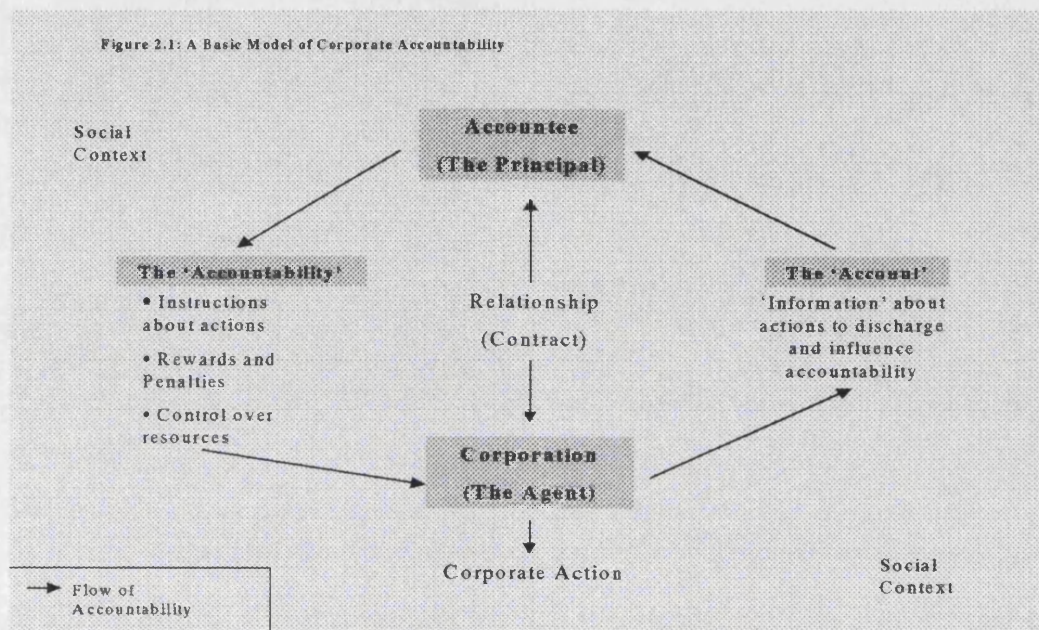 Figure 2.1: A Basic Model of Corporate Accountability
Social
Context
Accountee
(The Principal)
The 'Accountability'
• Instructions
about actions
• Rewards and
Penalties
• Control over
resources
Relationship
(Contract)
The 'Account'
'Information' about
actions to discharge
and influence
accountability
Corporation
(The Agent)
Corporate Action
Flow of
Accountability
Social
Context